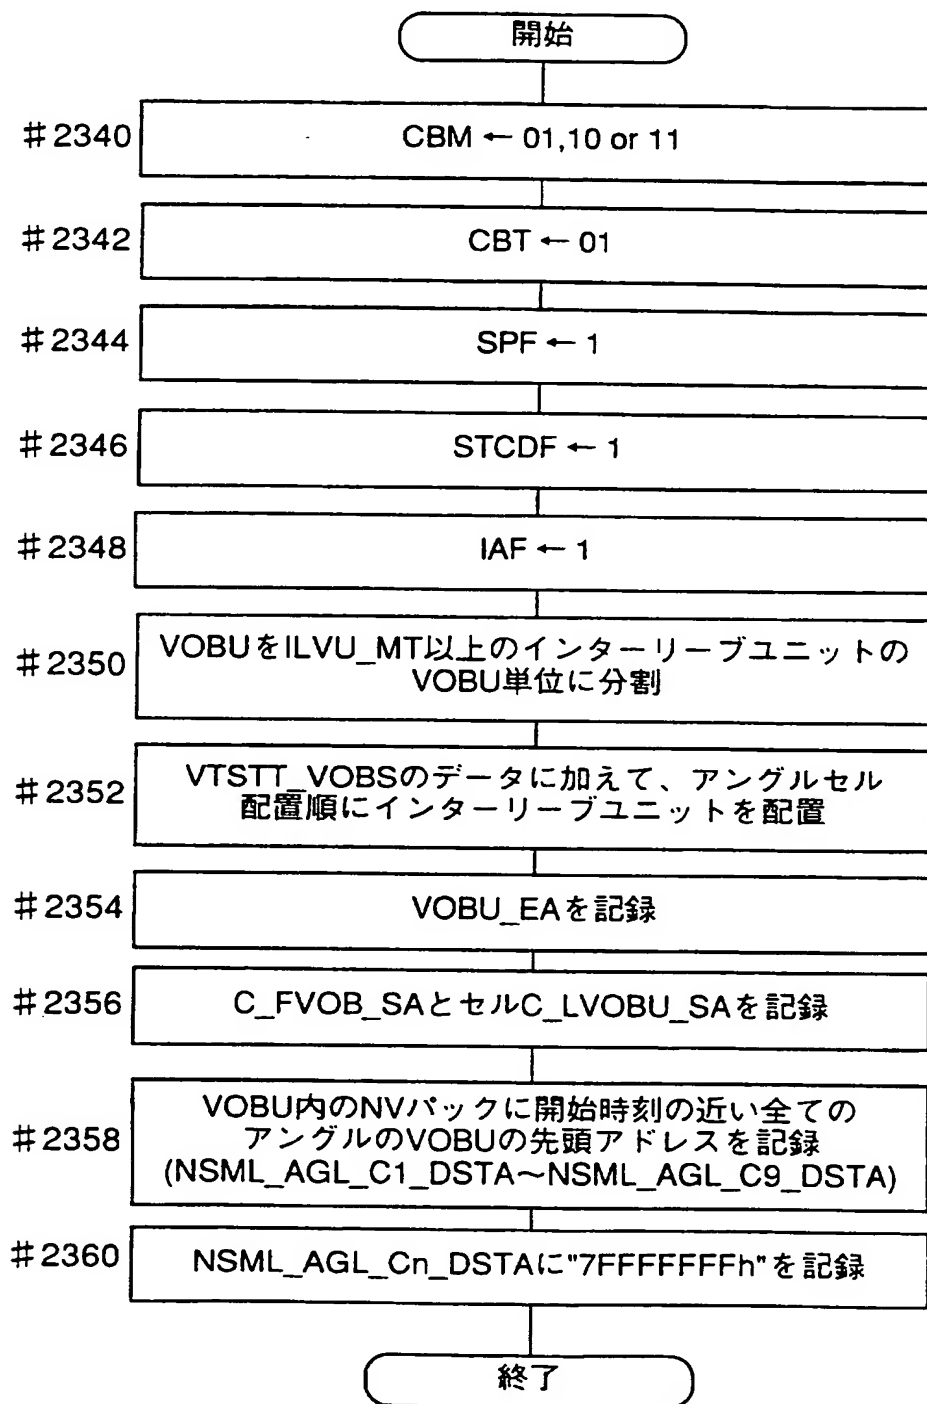 開始
#2340
CBM ← 01,10 or 11
#2342
CBT ← 01
#2344
SPF ← 1
#2346
STCDF ← 1
#2348
IAF ← 1
#2350
VOBUをILVU_MT以上のインターリーブユニットの
VOBU単位に分割
#2352
VTSTT_VOBSのデータに加えて、アングルセル
配置順にインターリーブユニットを配置
#2354
VOBU_EAを記録
#2356
C_FVOB_SAとセルC_LVOBU_SAを記録
#2358
VOBU内のNVパックに開始時刻の近い全ての
アングルのVOBUの先頭アドレスを記録
(NSML_AGL_C1_DSTA～NSML_AGL_C9_DSTA)
#2360
NSML_AGL_Cn_DSTAに"7FFFFFFFh"を記録
終了